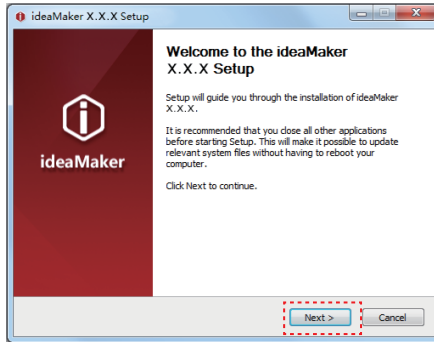 ideaMaker X.X.X Setup
Welcome to the ideaMaker
X.X.X Setup
Setup will guide you through the installation of ideaMaker
X.X.X.
It is recommended that you close all other applications
before starting Setup. This will make it possible to update
relevant system files without having to reboot your
computer.
Click Next to continue.
ideaMaker
Next >
Cancel